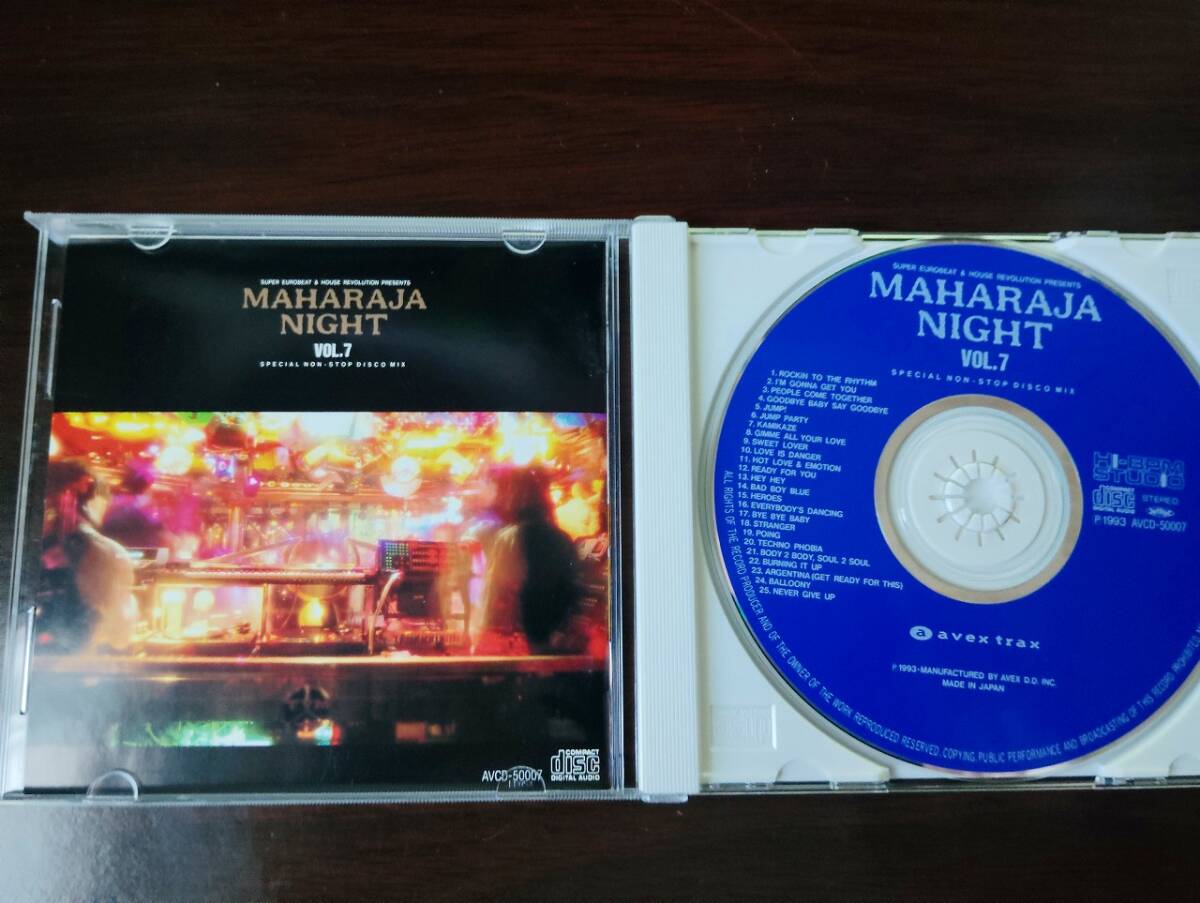 SUPER EUROBEAT & HOUSE REVOLUTION PRESENTS
MAHARAJA
NIGHT
VOL.7
SPECIAL NON-STOP DISCO MIX
AVCD-50007
COMPACT
disc
DIGITAL AUDIO
SUPER EUROBEAT & HOUSE REVOLUTION PRESENTS
MAHARAJA
NIGHT
VOL.7
SPECIAL NON-STOP DISCO MIX
1. ROCKIN TO THE RHYTHM
2. I'M GONNA GET YOU
3. PEOPLE COME TOGETHER
4. GOODBYE BABY SAY GOODBYE
5. JUMP!
6. JUMP PARTY
7. KAMIKAZE
8. GIMME ALL YOUR LOVE
9. SWEET LOVER
10. LOVE IS DANGER
11. HOT LOVE & EMOTION
12. READY FOR YOU
13. HEY HEY
14. BAD BOY BLUE
15. HEROES
16. EVERYBODY'S DANCING
17. BYE BYE BABY
18. STRANGER
19. POING
20. TECHNO PHOBIA
21. BODY 2 BODY, SOUL 2 SOUL
22. BURNING IT UP
23. ARGENTINA (GET READY FOR THIS)
24. BALLOONY
25. NEVER GIVE UP
HI-BPM
STUDIO
COMPACT
disc
DIGITAL AUDIO
STEREO
P 1993 AVCD-50007
a avex trax
P 1993·MANUFACTURED BY AVEX D.D. INC.
MADE IN JAPAN
ALL RIGHTS OF THE RECORD PRODUCER AND OF THE OWNER OF THE WORK REPRODUCED RESERVED. COPYING, PUBLIC PERFORMANCE AND BROADCASTING OF THIS RECORD PROHIBITE